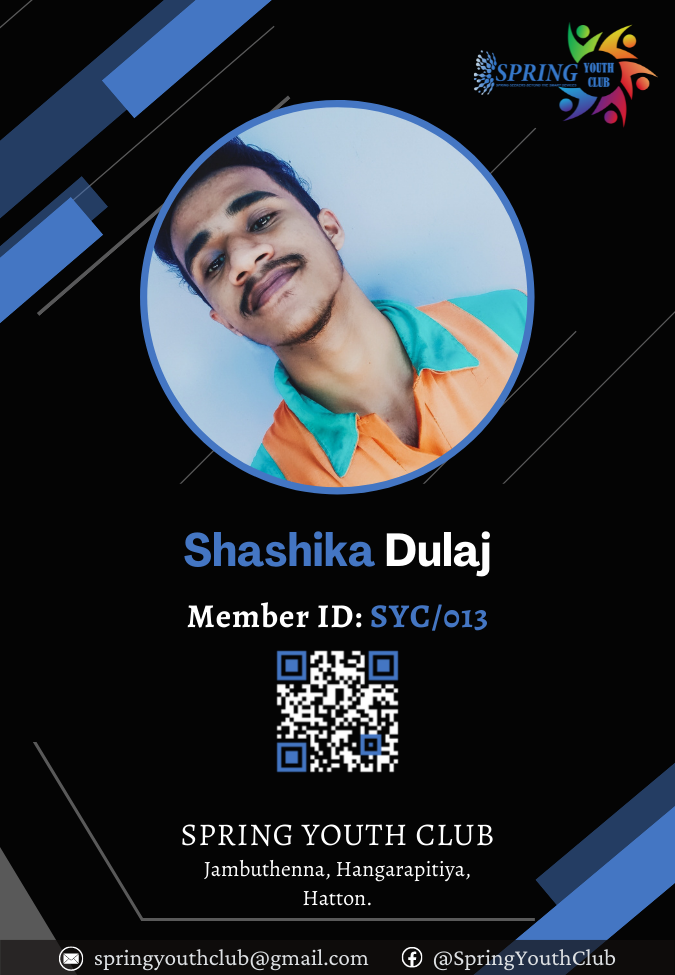 SPRING YOUTH
CLUB
Shashika Dulaj
Member ID: SYC/013
SPRING YOUTH CLUB
Jambuthenna, Hangarapitiya,
Hatton.
springyouthclub@gmail.com @SpringYouthClub